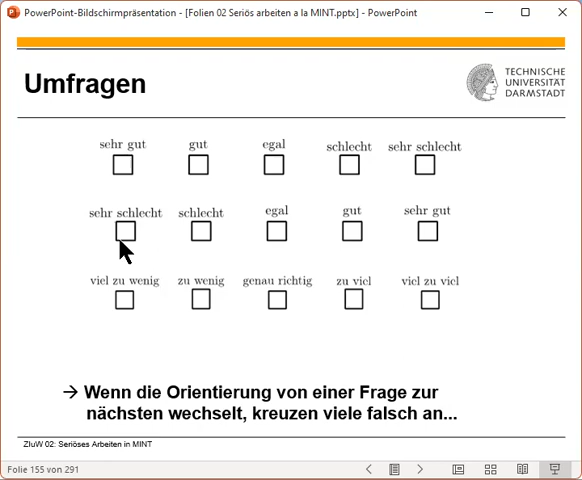 PowerPoint-Bildschirmpräsentation - [Folien 02 Seriös arbeiten a la MINT.pptx] - PowerPoint
Umfragen
TECHNISCHE
UNIVERSITÄT
DARMSTADT
sehr gut gut egal schlecht sehr schlecht
sehr schlecht schlecht egal gut sehr gut
viel zu wenig zu wenig genau richtig zu viel viel zu viel
→ Wenn die Orientierung von einer Frage zur
nächsten wechselt, kreuzen viele falsch an...
ZIuW 02: Seriöses Arbeiten in MINT
Folie 155 von 291